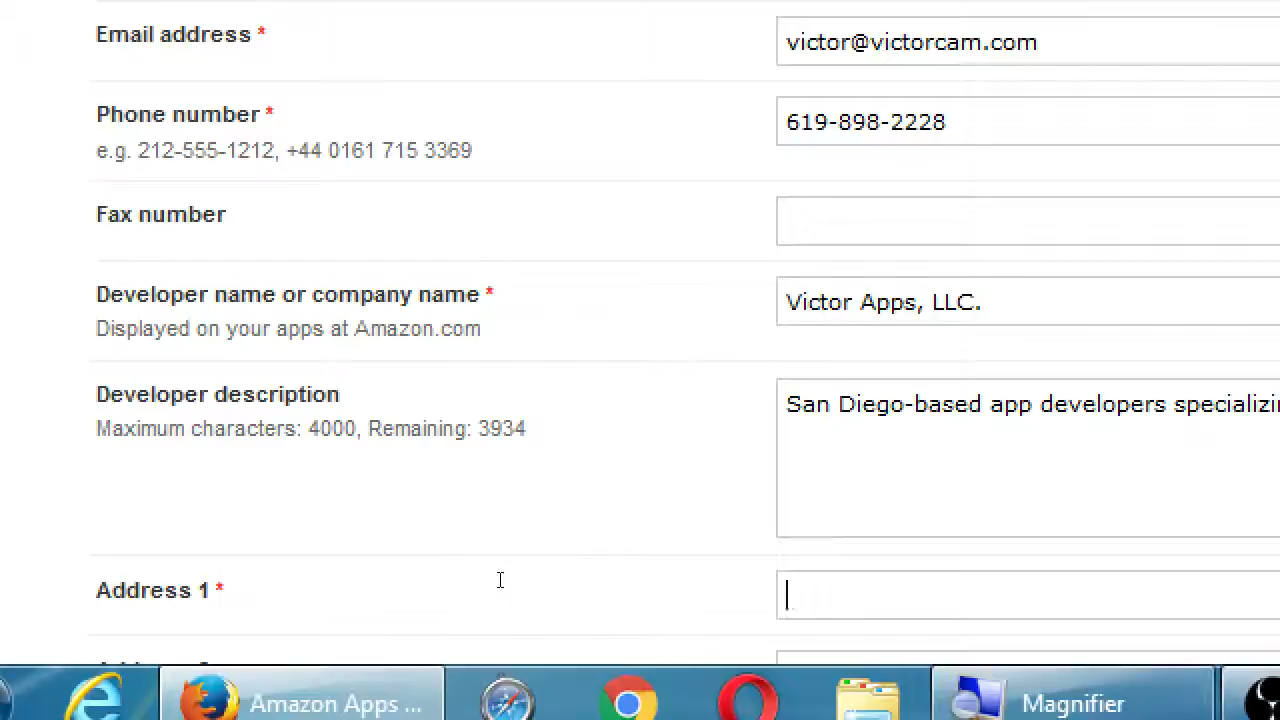 Email address *
victor@victorcam.com
Phone number *
619-898-2228
e.g. 212-555-1212, +44 0161 715 3369
Fax number
Developer name or company name *
Victor Apps, LLC.
Displayed on your apps at Amazon.com
Developer description
San Diego-based app developers
Maximum characters: 4000, Remaining: 3934
Address 1 *
Amazon Apps ...
Magnifier